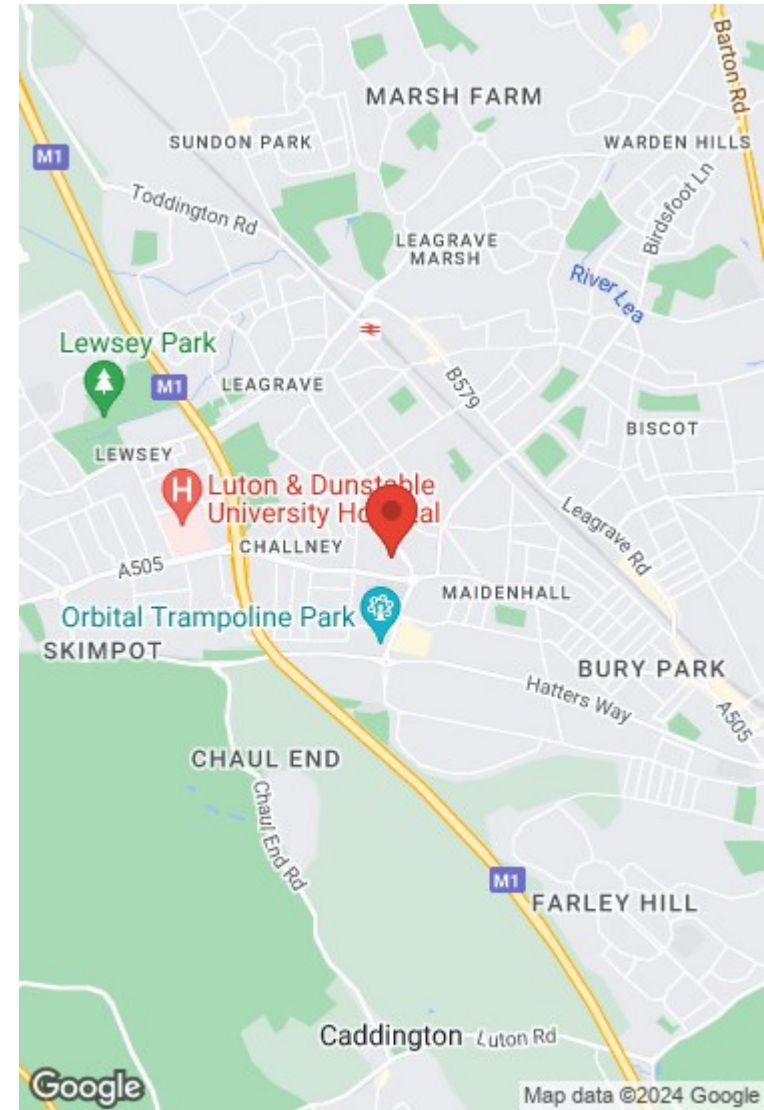 Barton Rd
MARSH FARM
SUNDON PARK
WARDEN HILLS
M1
Toddington Rd
Birdsfoot Ln
LEAGRAVE
MARSH
River Lea
Lewsey Park
M1
LEAGRAVE
B579
BISCOT
LEWSEY
H
Luton & Dunstable
University Hospital
Leagrave Rd
CHALLNEY
A505
MAIDENHALL
Orbital Trampoline Park
SKIMPOT
BURY PARK
Hatters Way
A505
CHAUL END
Chaul End Rd
M1
FARLEY HILL
Caddington
Luton Rd
Google
Map data ©2024 Google